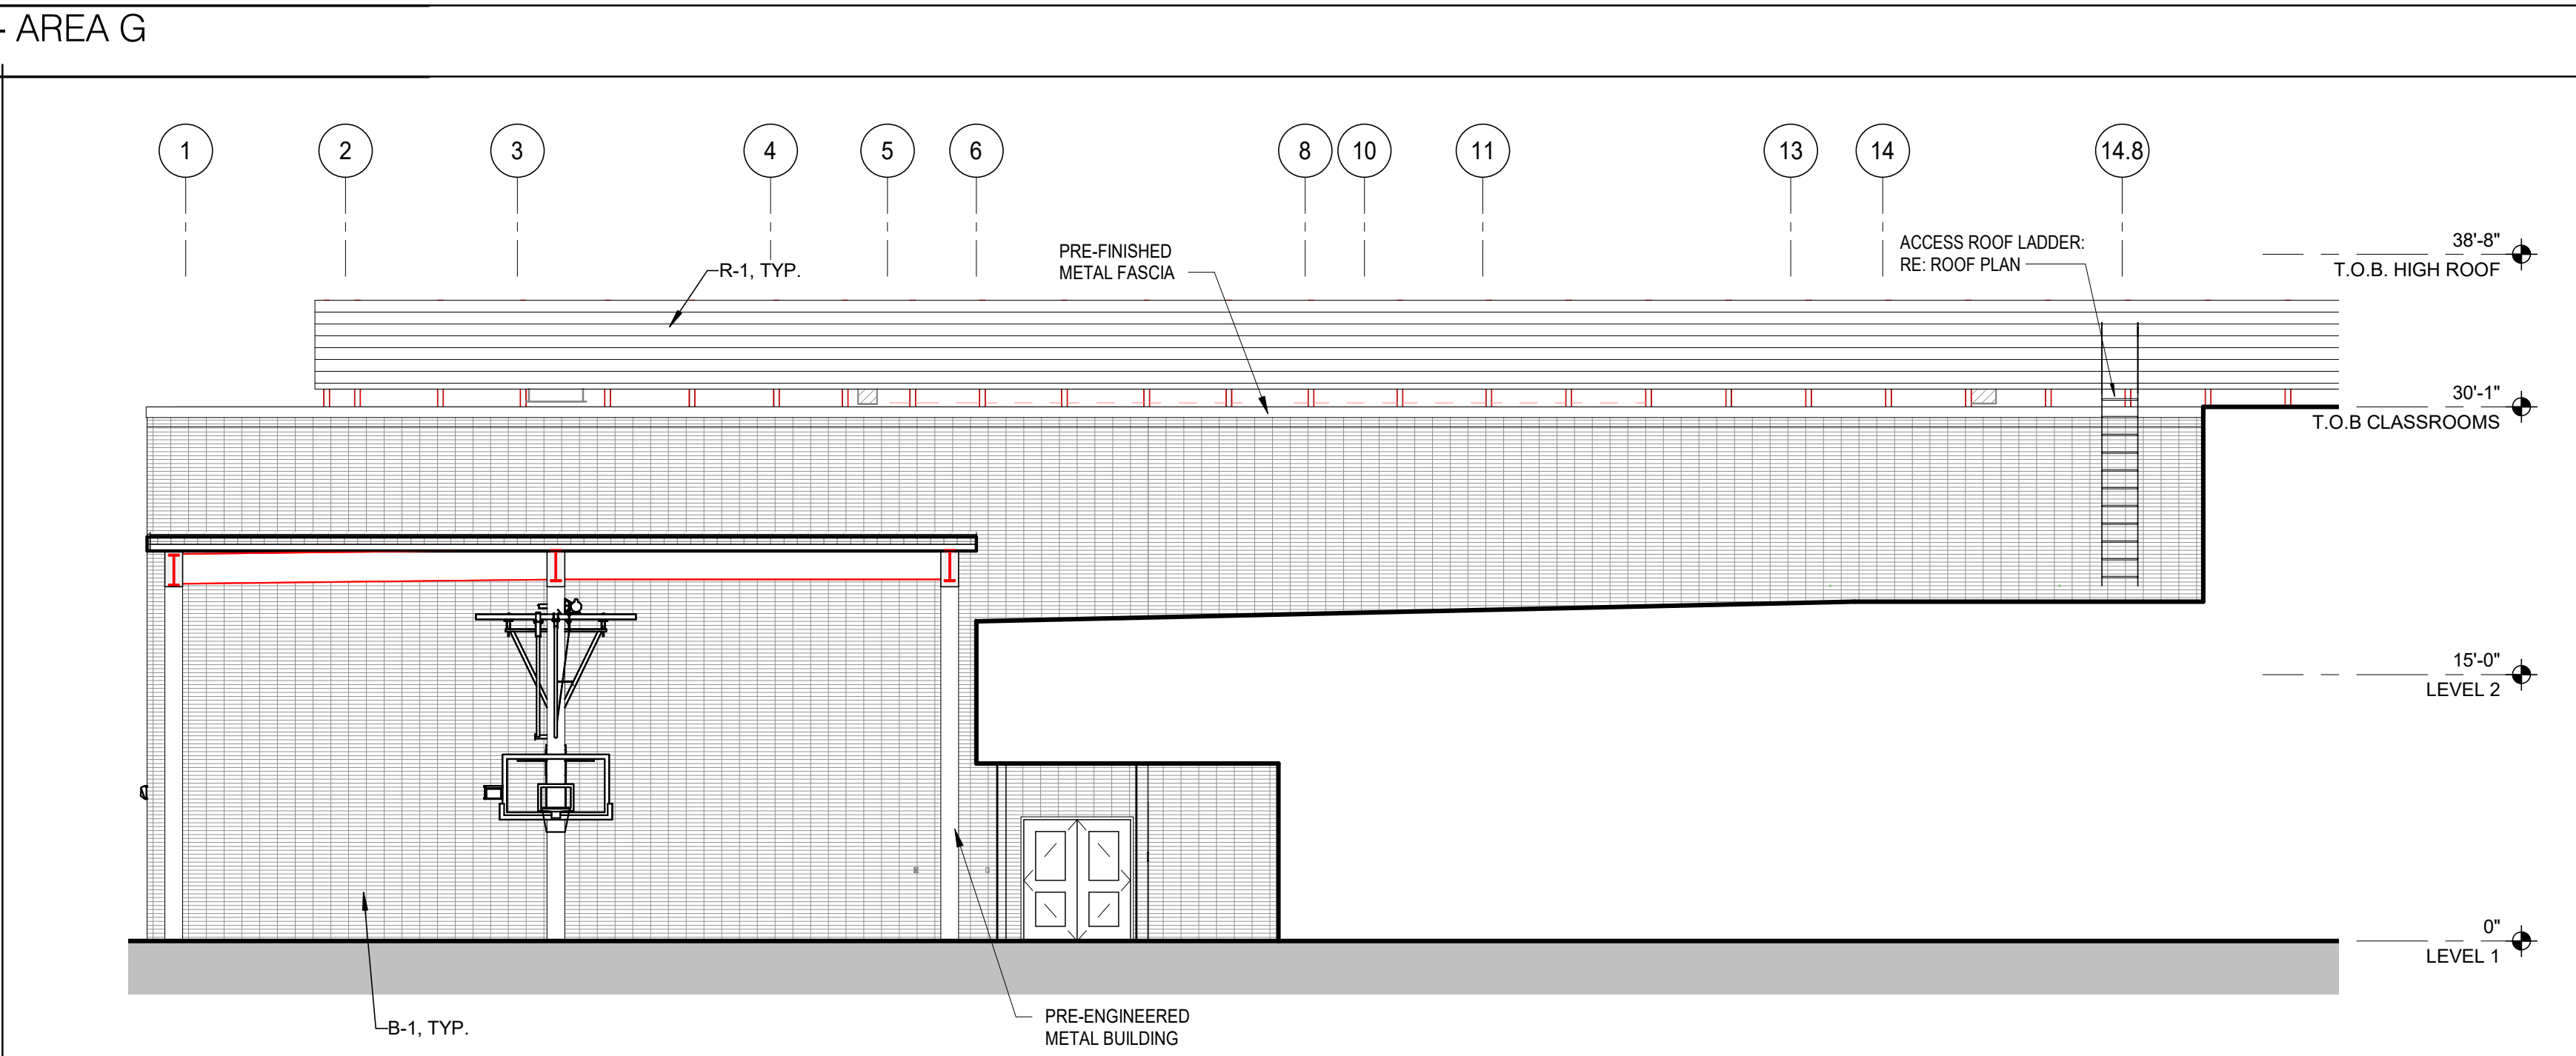 - AREA G
1 2 3 4 5 6 8 10 11 13 14 14.8
38'-8"
T.O.B. HIGH ROOF
ACCESS ROOF LADDER:
RE: ROOF PLAN
PRE-FINISHED
METAL FASCIA
R-1, TYP.
30'-1"
T.O.B CLASSROOMS
15'-0"
LEVEL 2
0"
LEVEL 1
B-1, TYP.
PRE-ENGINEERED
METAL BUILDING